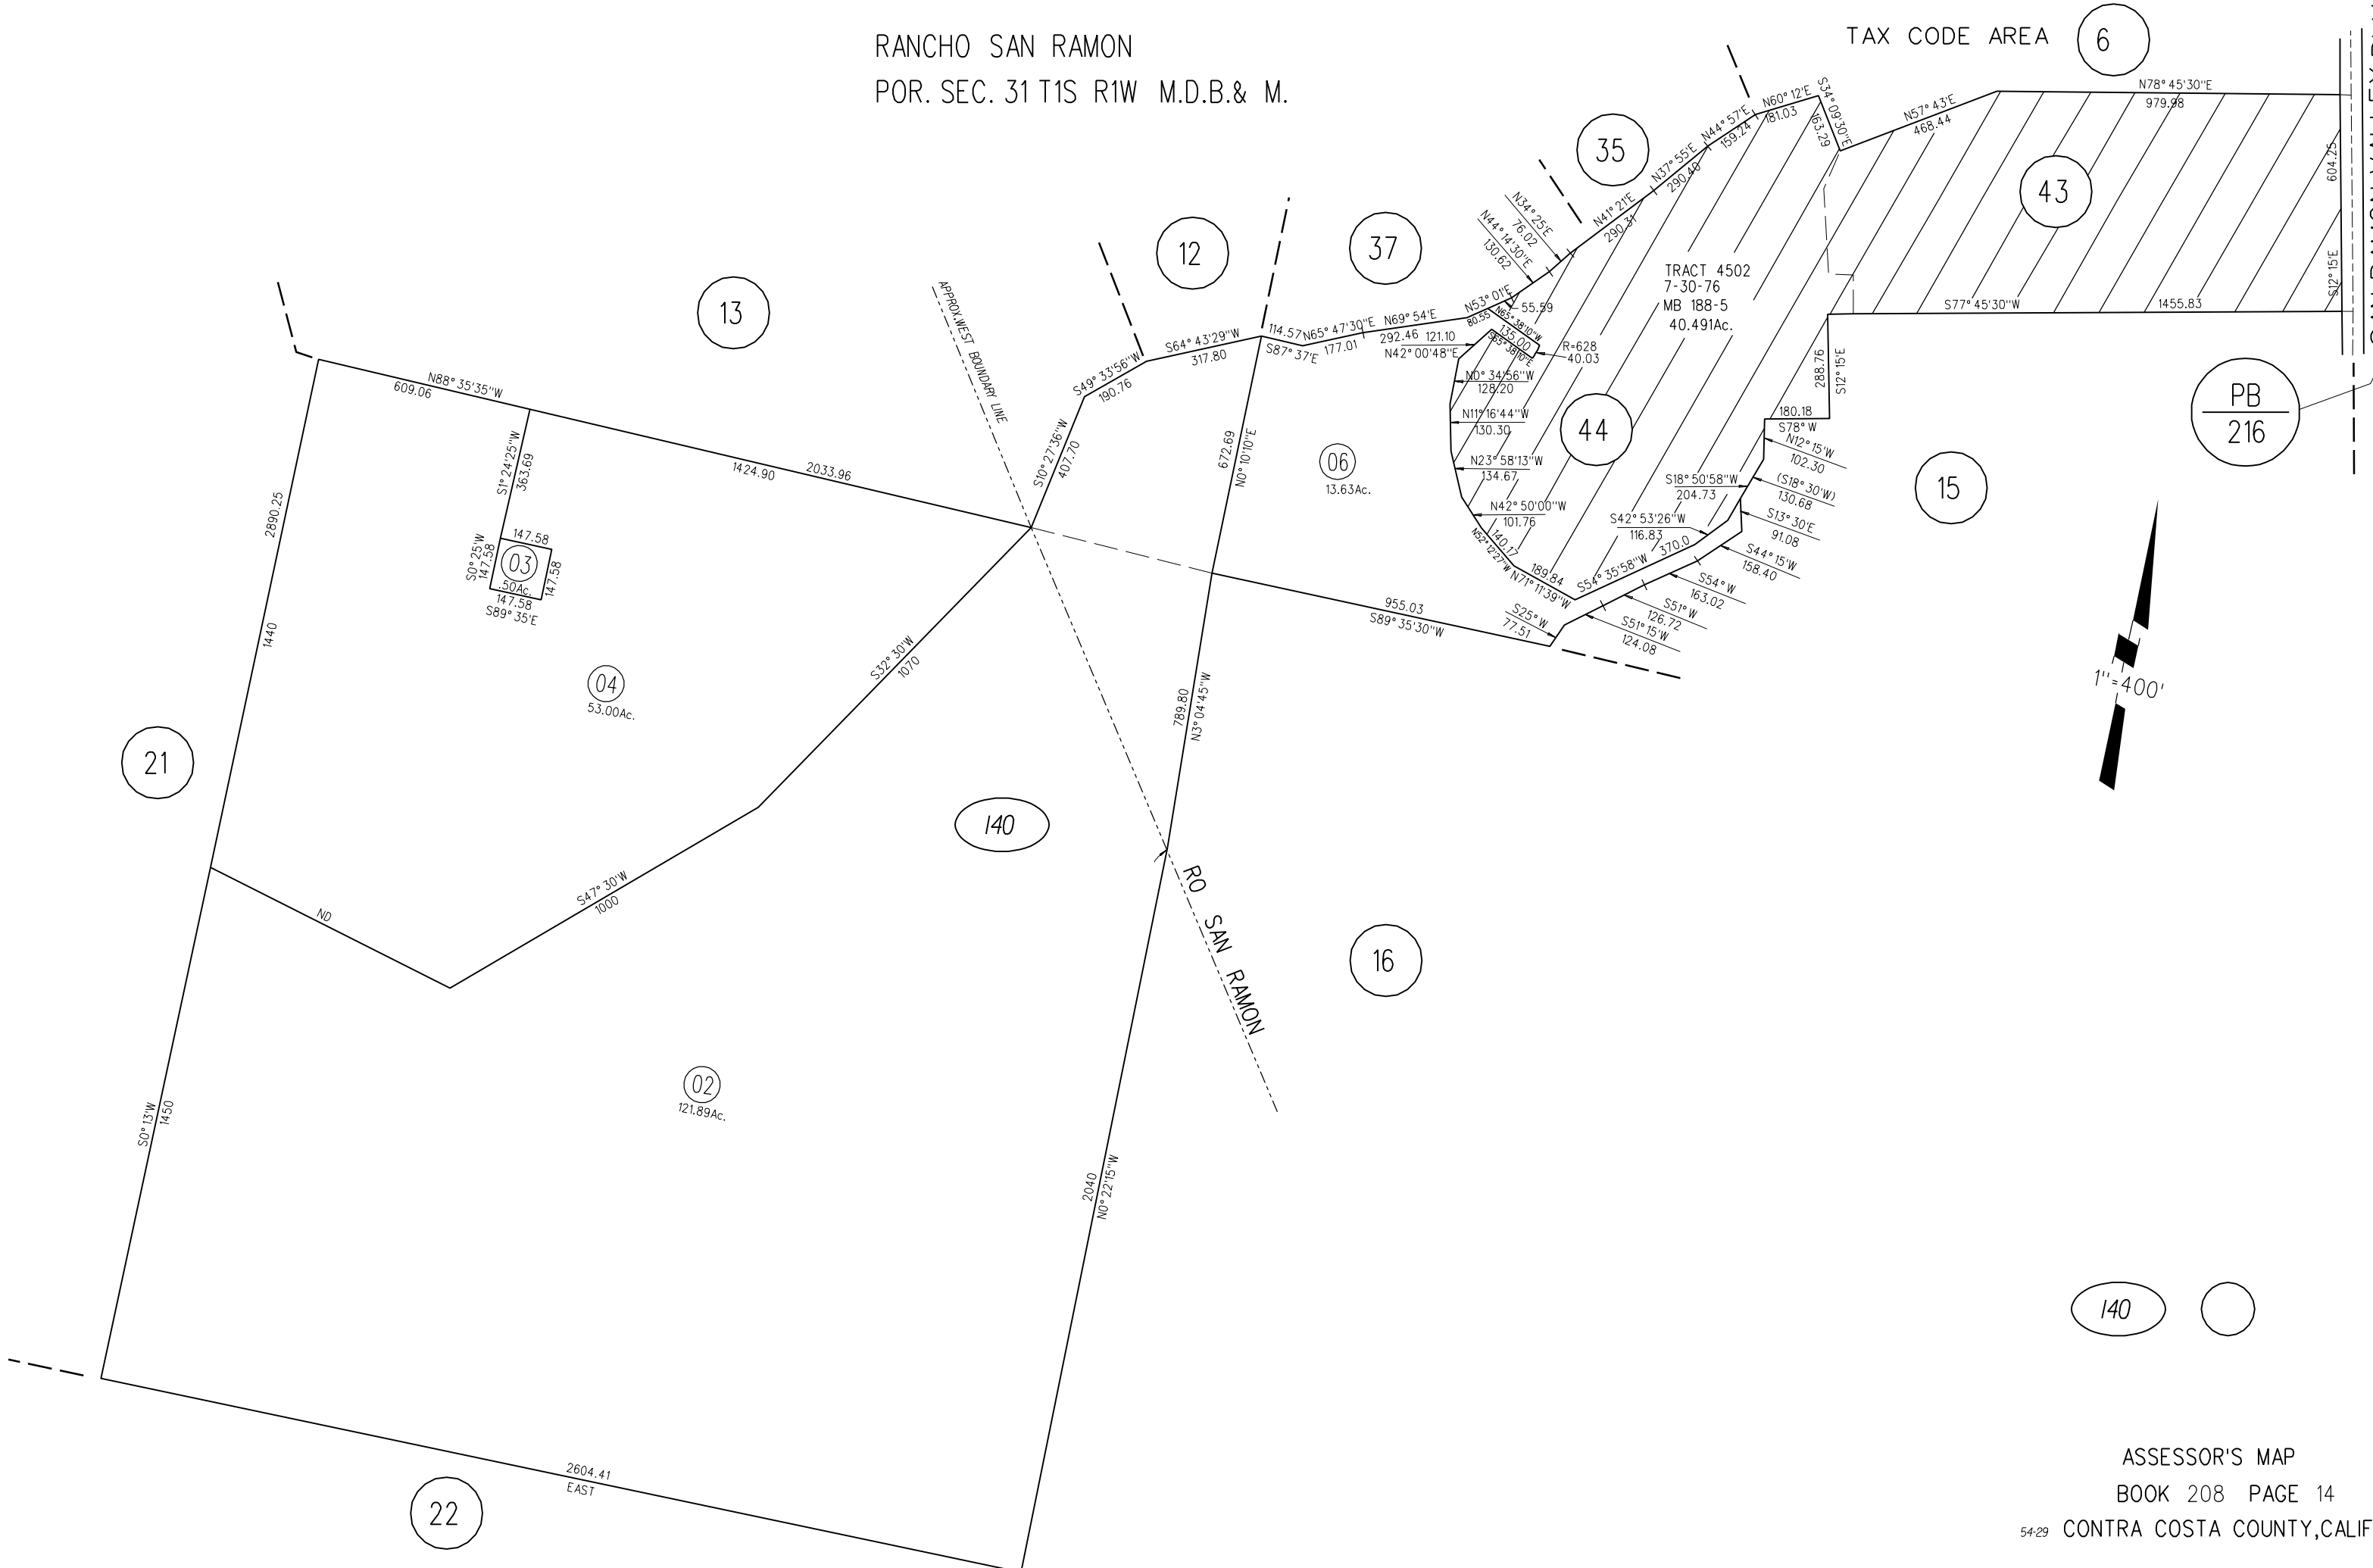 RANCHO SAN RAMON
POR. SEC. 31 T1S R1W M.D.B.& M.
TAX CODE AREA 6
N78°45'30"E
979.98
604.25
S12°15'E
43
S77°45'30"W
1455.83
N57°43'E
468.44
S34°09'30"E
163.29
N60°12'E
181.03
N44°57'E
159.24
N37°55'E
290.40
N41°21'E
290.31
N34°25'E
76.02
N44°14'30"E
130.62
35
37
12
13
TRACT 4502
7-30-76
MB 188-5
40.491Ac.
55.59
N53°01'E
80.55
N65°38'10"W
135.00
S65°38'10"E
R=628
40.03
N69°54'E
292.46
121.10
N42°00'48"E
N65°47'30"E
177.01
114.57
S87°37'E
S64°43'29"W
317.80
S49°33'56"W
190.76
S10°27'36"W
407.70
APPROX.WEST BOUNDARY LINE
N88°35'35"W
609.06
1424.90
2033.96
S1°24'25"W
363.69
2890.25
1440
147.58
03
.50Ac.
147.58
S0°25'W
147.58
147.58
S89°35'E
04
53.00Ac.
S32°30'W
1070
S47°30'W
1000
ND
672.69
N0°10'10"E
06
13.63Ac.
N0°34'56"W
128.20
N11°16'44"W
130.30
N23°58'13"W
134.67
N42°50'00"W
101.76
140.17
N52°12'27"W
189.84
N71°11'39"W
44
S54°35'58"W
370.0
S42°53'26"W
116.83
S18°50'58"W
204.73
288.76
S12°15'E
180.18
S78°W
N12°15'W
102.30
(S18°30'W)
130.68
S13°30'E
91.08
S44°15'W
158.40
S54°W
163.02
S51°W
126.72
S51°15'W
124.08
S25°W
77.51
955.03
S89°35'30"W
15
PB
216
1"=400'
789.80
N3°04'45"W
21
140
RO SAN RAMON
16
02
121.89Ac.
S0°13'W
1450
2040
N0°22'15"W
2604.41
EAST
22
140
ASSESSOR'S MAP
BOOK 208 PAGE 14
54-29 CONTRA COSTA COUNTY,CALIF